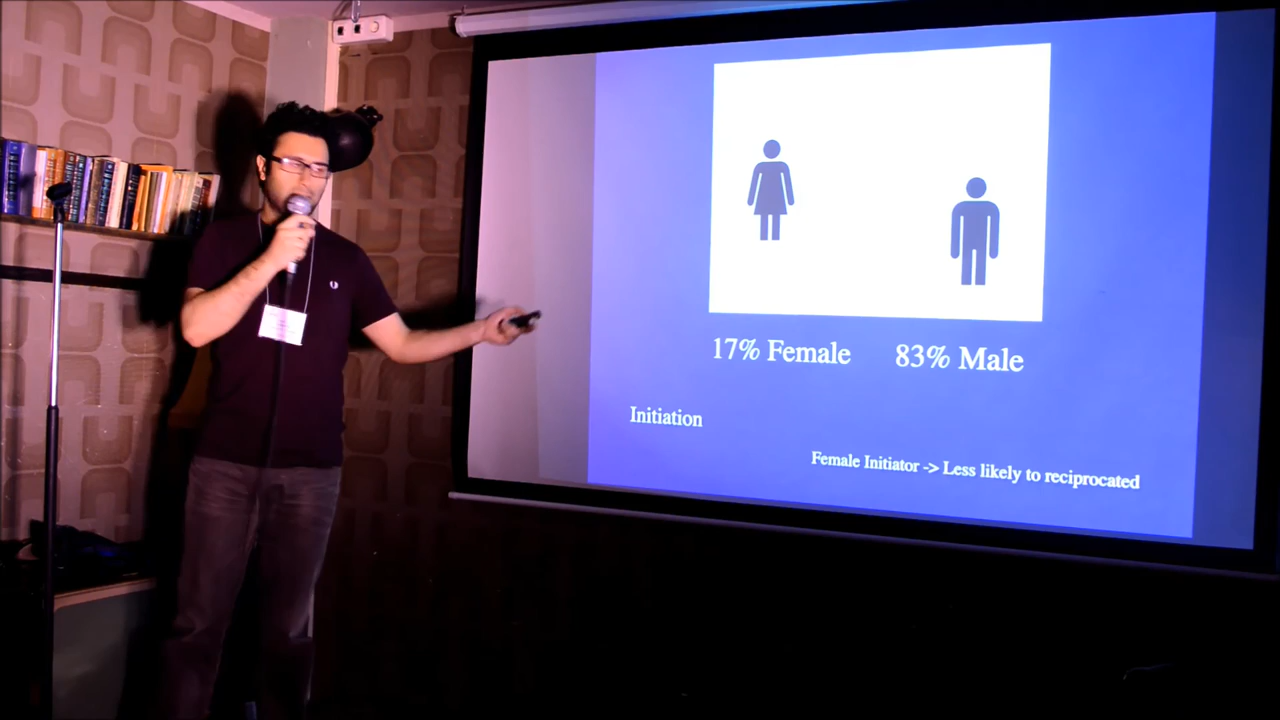 17% Female 83% Male
Initiation
Female Initiator -> Less likely to reciprocated